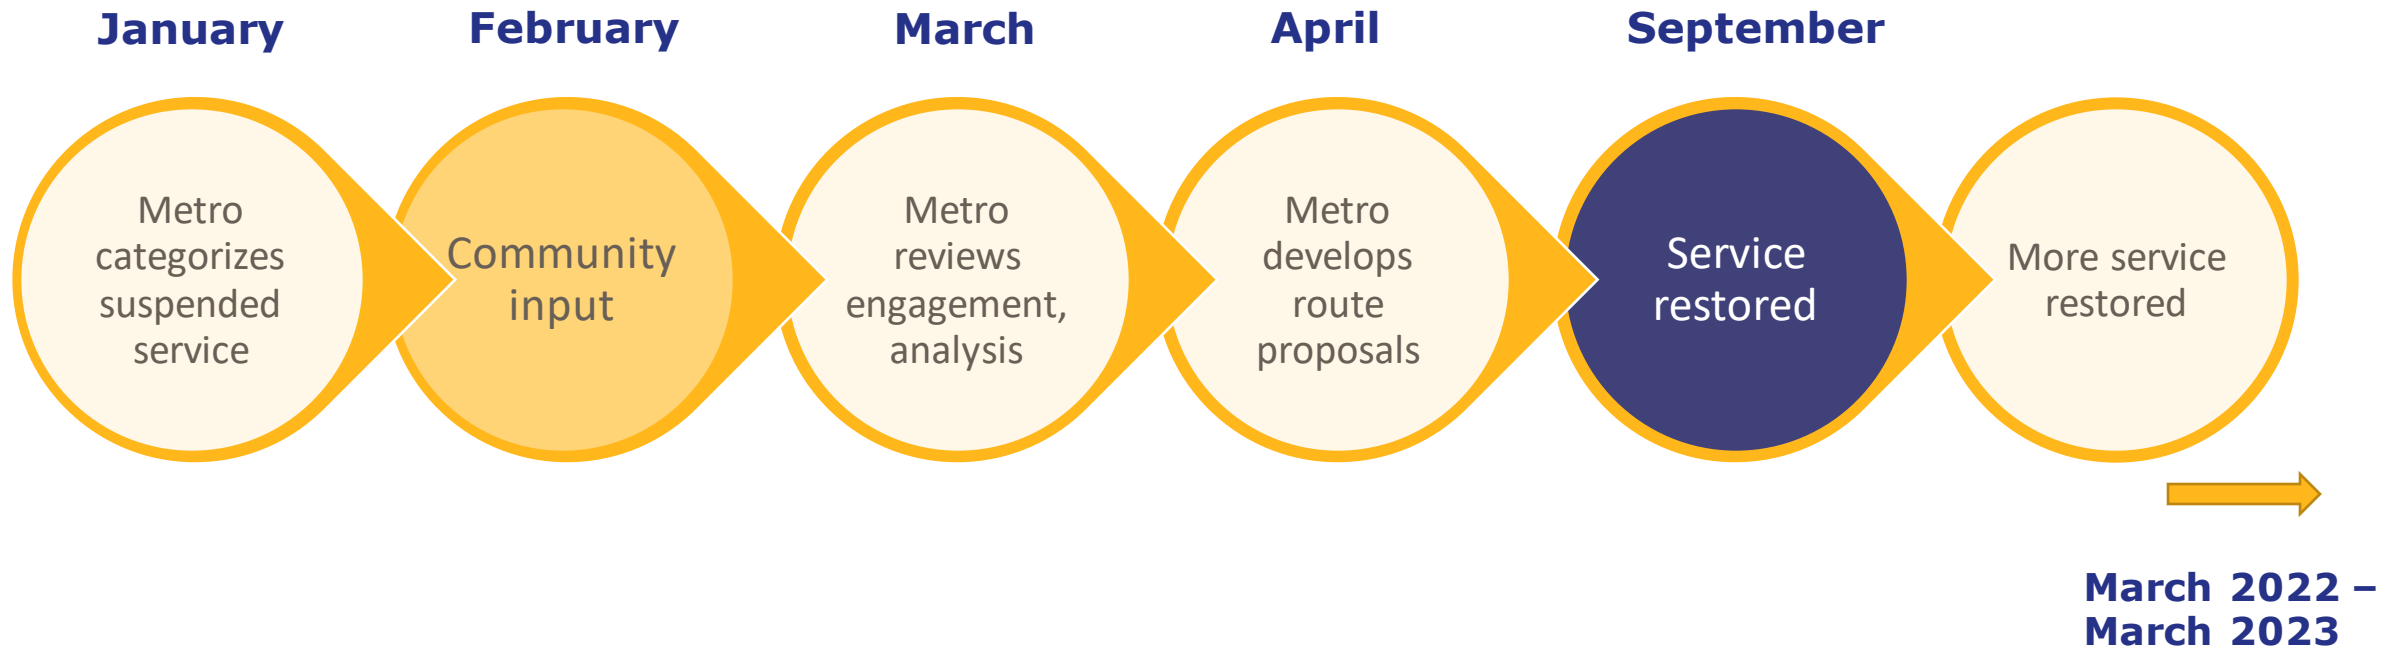 January
February
March
April
September
Metro
categorizes
suspended
service
Community
input
Metro
reviews
engagement,
analysis
Metro
develops
route
proposals
Service
restored
More service
restored
March 2022 –
March 2023